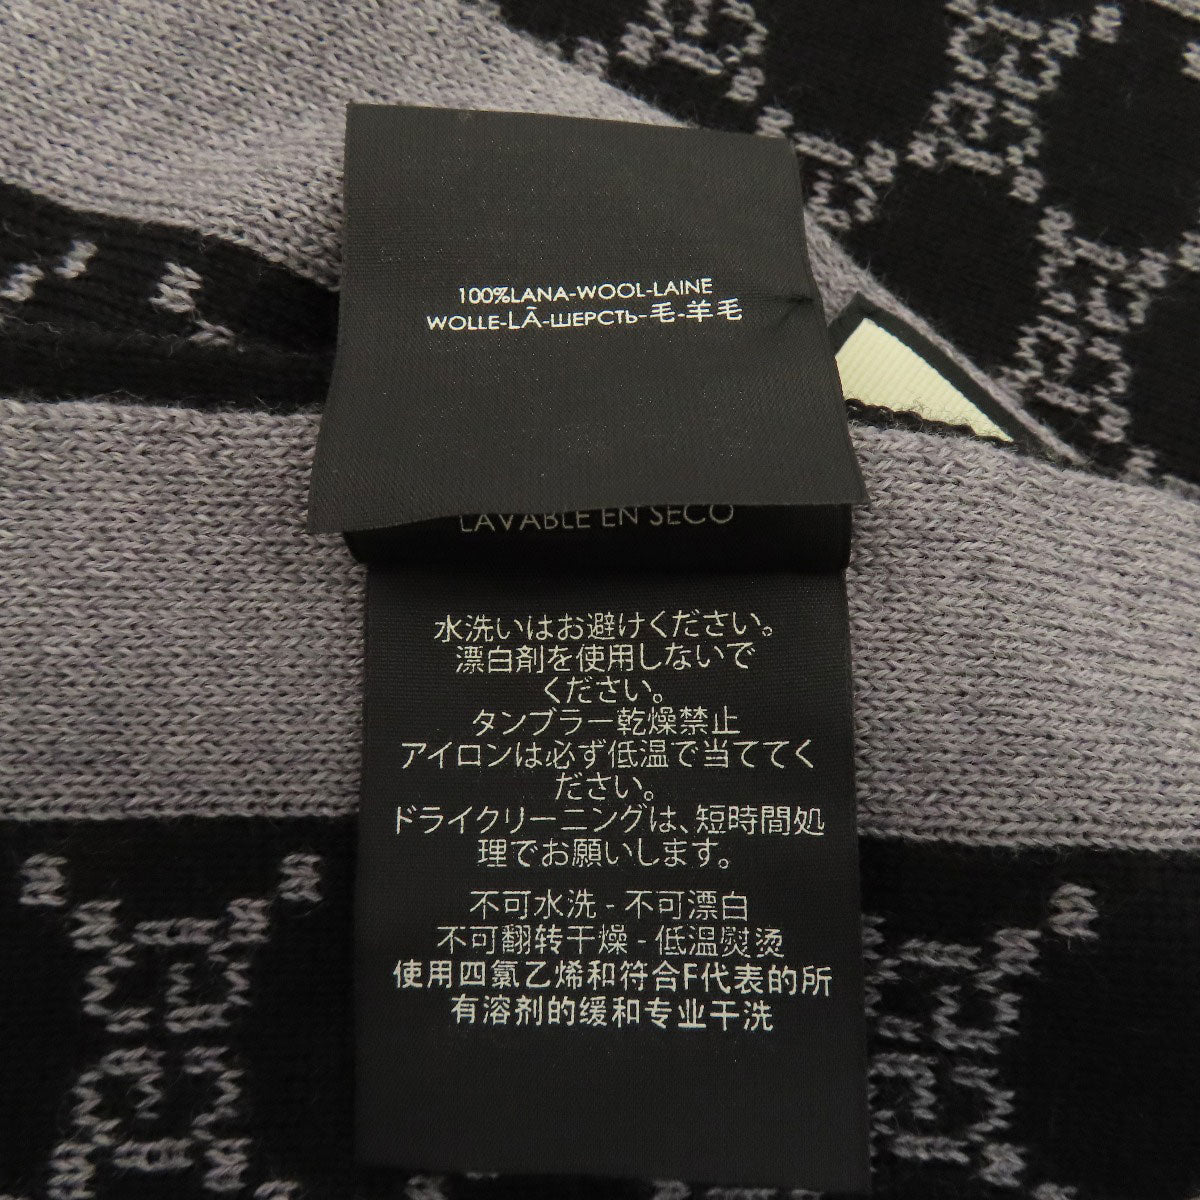 100%LANA-WOOL-LAINE
WOLLE-LÃ-ШЕРСТЬ-毛-羊毛
LAVABLE EN SECO
水洗いはお避けください。
漂白剤を使用しないで
ください。
タンブラー乾燥禁止
アイロンは必ず低温で当ててく
ださい。
ドライクリーニングは、短時間処
理でお願いします。
不可水洗 - 不可漂白
不可翻转干燥 - 低温熨烫
使用四氯乙烯和符合F代表的所
有溶剂的缓和专业干洗